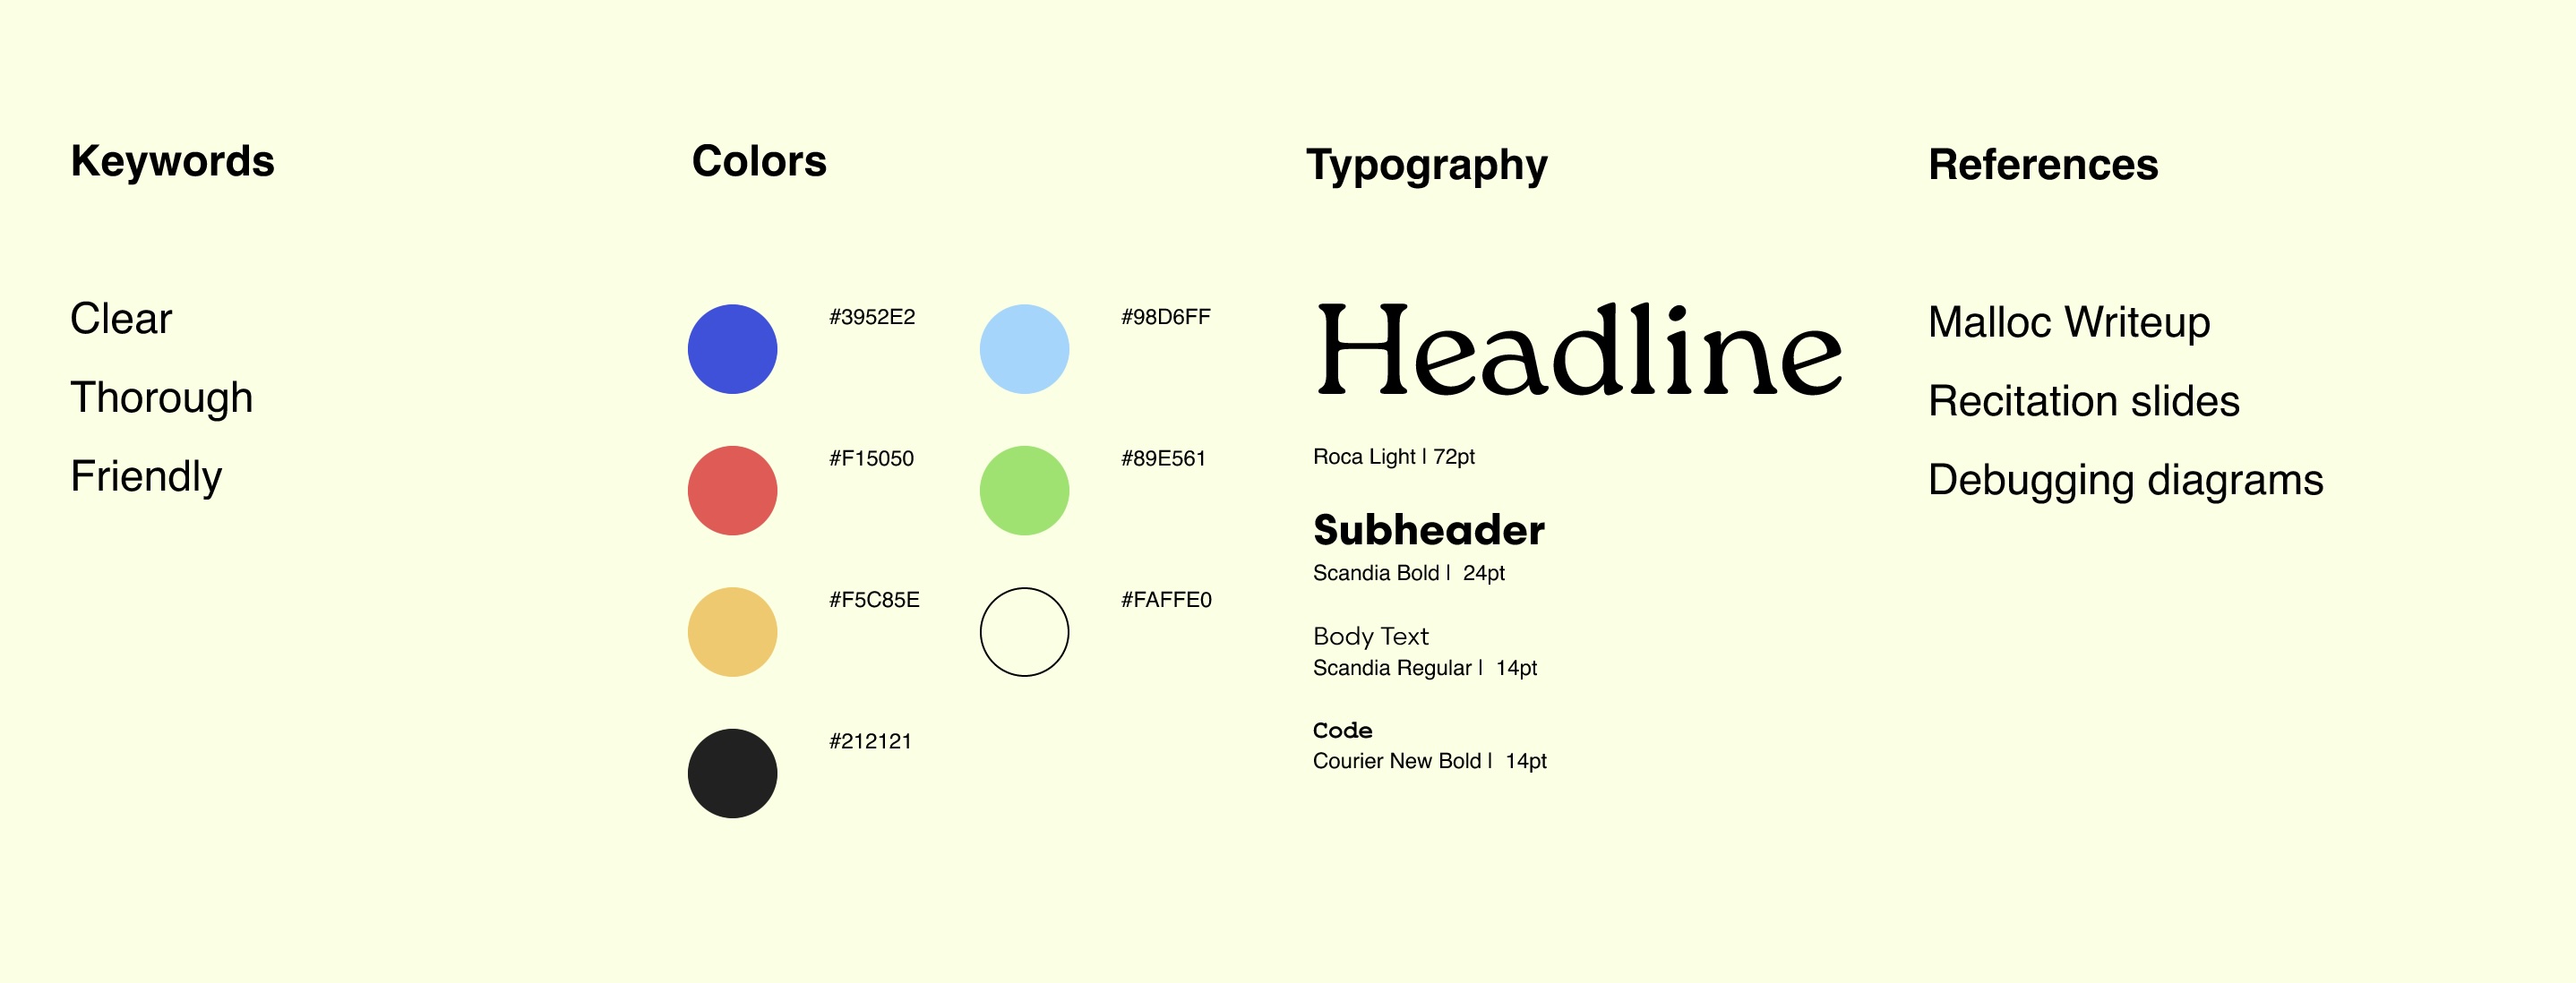 Keywords
Clear
Thorough
Friendly
Colors
#3952E2
#98D6FF
#F15050
#89E561
#F5C85E
#FAFFE0
#212121
Typography
Headline
Roca Light | 72pt
Subheader
Scandia Bold | 24pt
Body Text
Scandia Regular | 14pt
Code
Courier New Bold | 14pt
References
Malloc Writeup
Recitation slides
Debugging diagrams